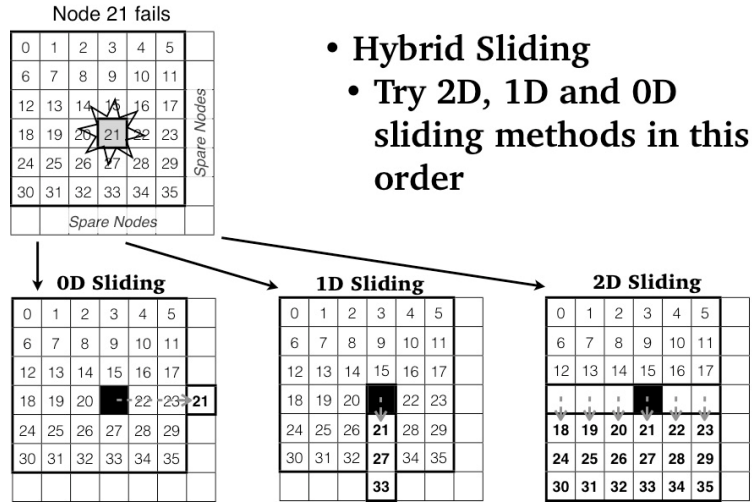 Node 21 fails
0 1 2 3 4 5
6 7 8 9 10 11
12 13 14 15 16 17
18 19 20 21 22 23
24 25 26 27 28 29
30 31 32 33 34 35
Spare Nodes
Spare Nodes
• Hybrid Sliding
• Try 2D, 1D and 0D
sliding methods in this
order
0D Sliding
0 1 2 3 4 5
6 7 8 9 10 11
12 13 14 15 16 17
18 19 20 22 23 21
24 25 26 27 28 29
30 31 32 33 34 35
1D Sliding
0 1 2 3 4 5
6 7 8 9 10 11
12 13 14 15 16 17
18 19 20 22 23
24 25 26 21 28 29
30 31 32 27 34 35
33
2D Sliding
0 1 2 3 4 5
6 7 8 9 10 11
12 13 14 15 16 17
18 19 20 21 22 23
24 25 26 27 28 29
30 31 32 33 34 35